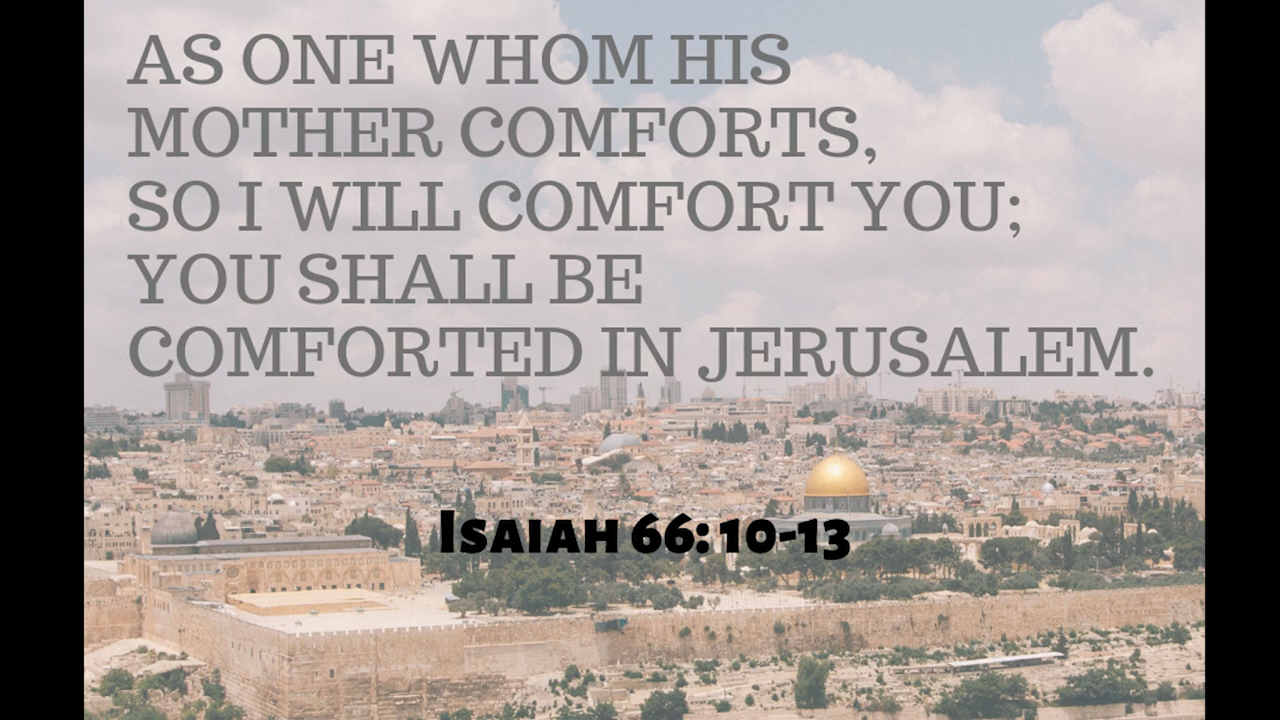 AS ONE WHOM HIS
MOTHER COMFORTS,
SO I WILL COMFORT YOU;
YOU SHALL BE
COMFORTED IN JERUSALEM.
Isaiah 66:10-13